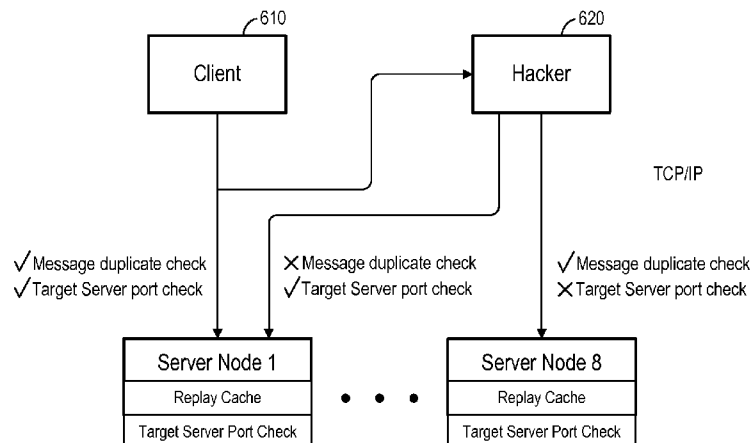 610
620
Client
Hacker
TCP/IP
✓ Message duplicate check
✓ Target Server port check
✕ Message duplicate check
✓ Target Server port check
✓ Message duplicate check
✕ Target Server port check
Server Node 1
Replay Cache
Target Server Port Check
• • •
Server Node 8
Replay Cache
Target Server Port Check